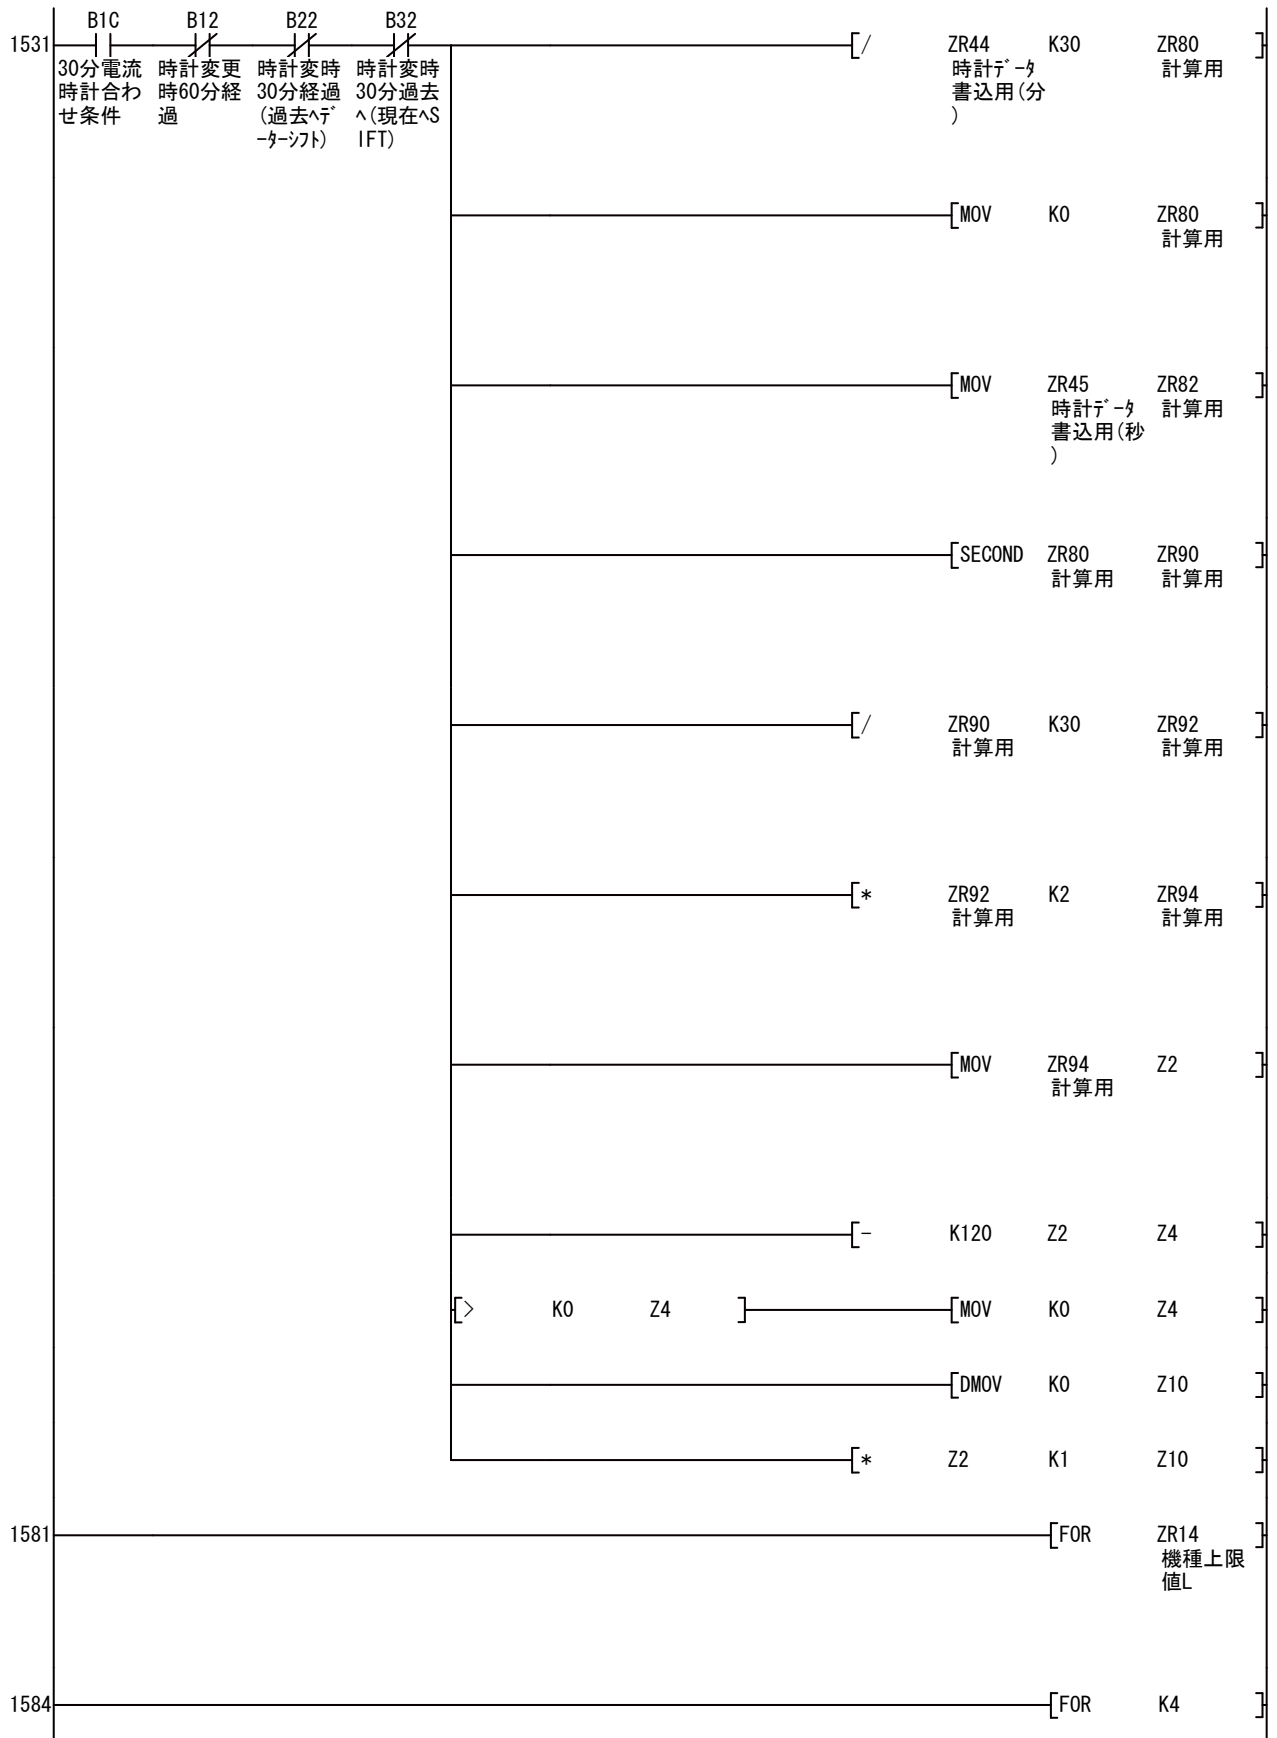 B1C B12 B22 B32
1531 [/ ZR44 K30 ZR80 ]
30分電流 時計変更 時計変時 時計変時 時計ﾃﾞｰﾀ 計算用
時計合わ 時60分経 30分経過 30分過去 書込用(分
せ条件 過 (過去へﾃﾞ へ(現在へS )
ｰﾀｰｼﾌﾄ) IFT)
[MOV K0 ZR80 ]
計算用
[MOV ZR45 ZR82 ]
時計ﾃﾞｰﾀ 計算用
書込用(秒
)
[SECOND ZR80 ZR90 ]
計算用 計算用
[/ ZR90 K30 ZR92 ]
計算用 計算用
[* ZR92 K2 ZR94 ]
計算用 計算用
[MOV ZR94 Z2 ]
計算用
[- K120 Z2 Z4 ]
[> K0 Z4 ] [MOV K0 Z4 ]
[DMOV K0 Z10 ]
[* Z2 K1 Z10 ]
1581 [FOR ZR14 ]
機種上限
値L
1584 [FOR K4 ]